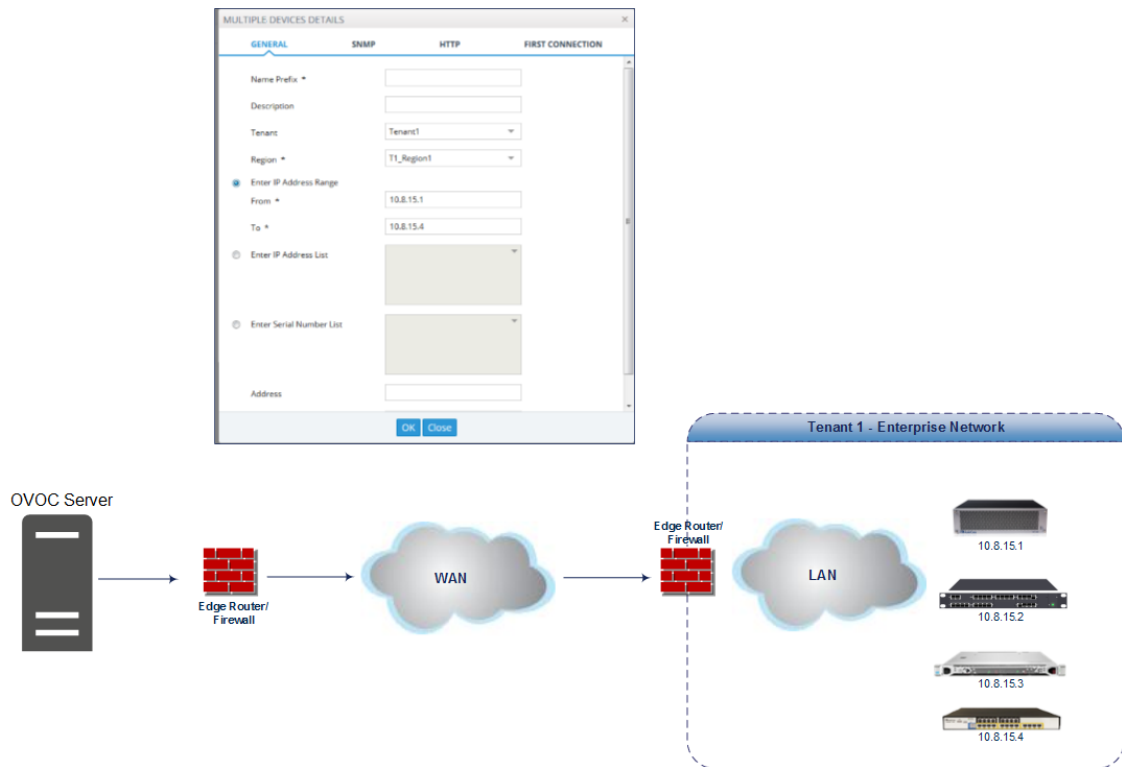 MULTIPLE DEVICES DETAILS
GENERAL SNMP HTTP FIRST CONNECTION
Name Prefix *
Description
Tenant Tenant1
Region * T1_Region1
Enter IP Address Range
From * 10.8.15.1
To * 10.8.15.4
Enter IP Address List
Enter Serial Number List
Address
OK Close
Tenant 1 - Enterprise Network
OVOC Server
Edge Router/
Firewall
WAN
Edge Router/
Firewall
LAN
10.8.15.1
10.8.15.2
10.8.15.3
10.8.15.4